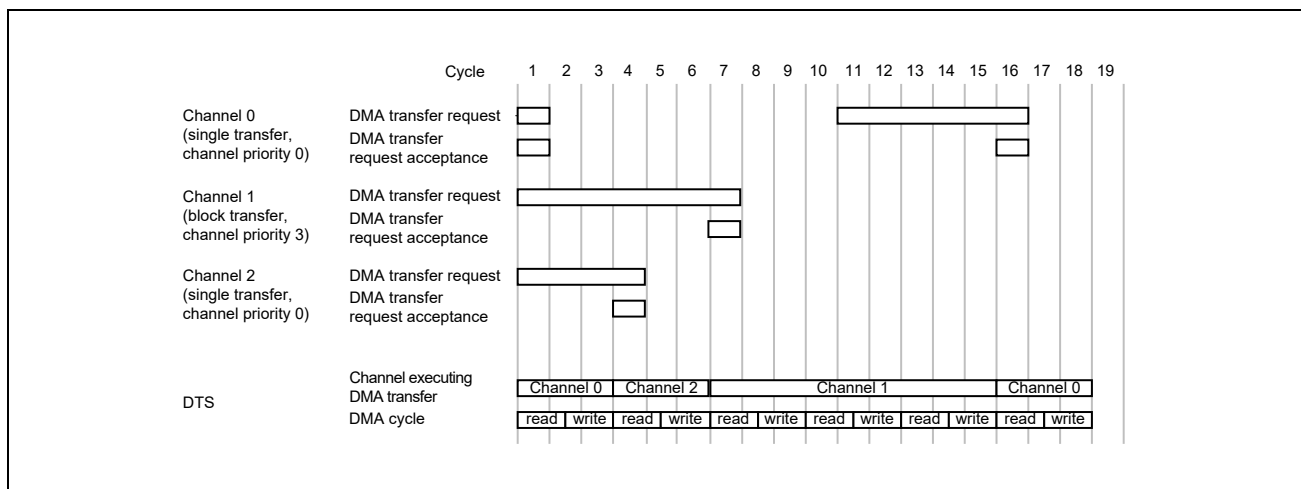 Cycle 1 2 3 4 5 6 7 8 9 10 11 12 13 14 15 16 17 18 19
Channel 0
(single transfer,
channel priority 0)
DMA transfer request
DMA transfer
request acceptance
Channel 1
(block transfer,
channel priority 3)
DMA transfer request
DMA transfer
request acceptance
Channel 2
(single transfer,
channel priority 0)
DMA transfer request
DMA transfer
request acceptance
DTS
Channel executing
DMA transfer
Channel 0 Channel 2 Channel 1 Channel 0
DMA cycle
read write read write read write read write read write read write